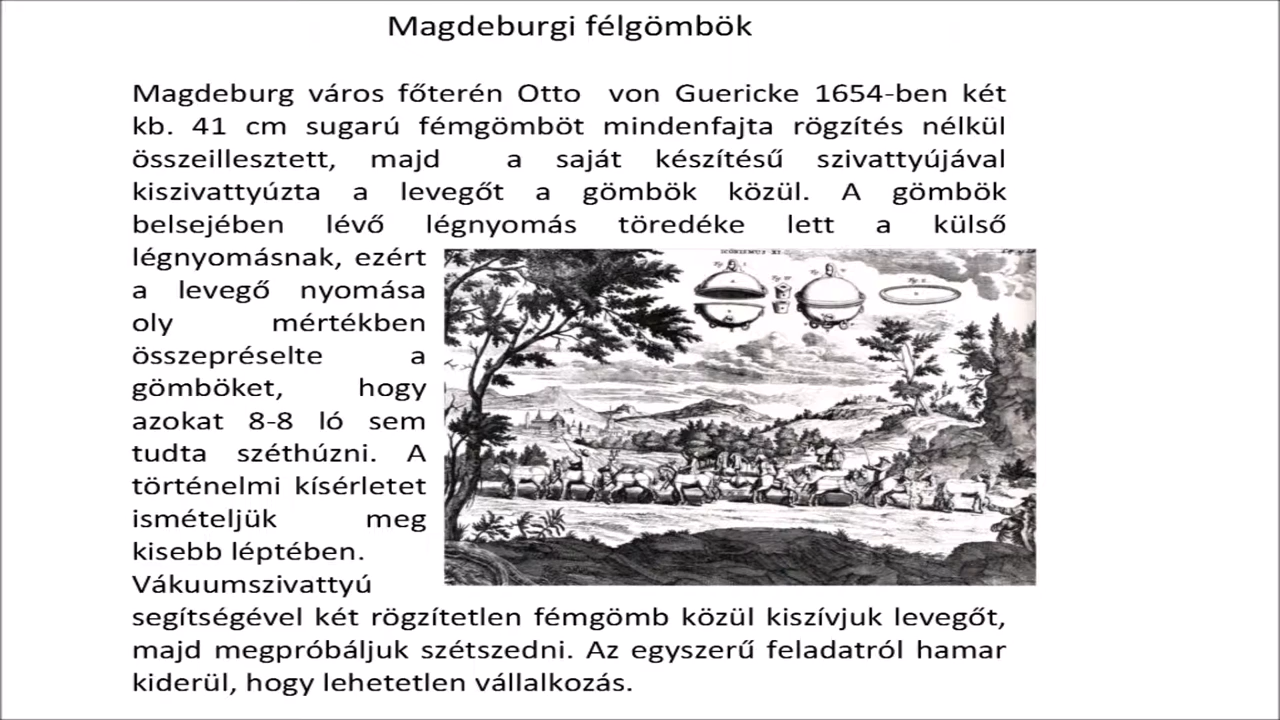 Magdeburgi félgömbök
Magdeburg város főterén Otto von Guericke 1654-ben két
kb. 41 cm sugarú fémgömböt mindenfajta rögzítés nélkül
összeillesztett, majd a saját készítésű szivattyújával
kiszivattyúzta a levegőt a gömbök közül. A gömbök
belsejében lévő légnyomás töredéke lett a külső
légnyomásnak, ezért
a levegő nyomása
oly mértékben
összepréselte a
gömböket, hogy
azokat 8-8 ló sem
tudta széthúzni. A
történelmi kísérletet
ismételjük meg
kisebb léptében.
Vákuumszivattyú
segítségével két rögzítetlen fémgömb közül kiszívjuk levegőt,
majd megpróbáljuk szétszedni. Az egyszerű feladatról hamar
kiderül, hogy lehetetlen vállalkozás.